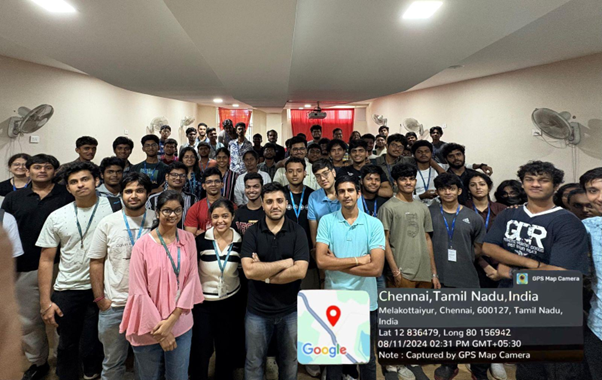 GPS Map Camera
Chennai,Tamil Nadu,India
Melakottaiyur, Chennai, 600127, Tamil Nadu,
India
Lat 12 836479, Long 80 156942
08/11/2024 02:31 PM GMT+05:30
Note : Captured by GPS Map Camera
Google